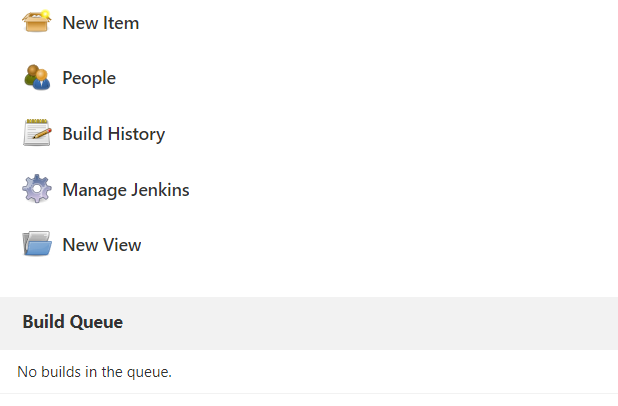 New Item
People
Build History
Manage Jenkins
New View
Build Queue
No builds in the queue.